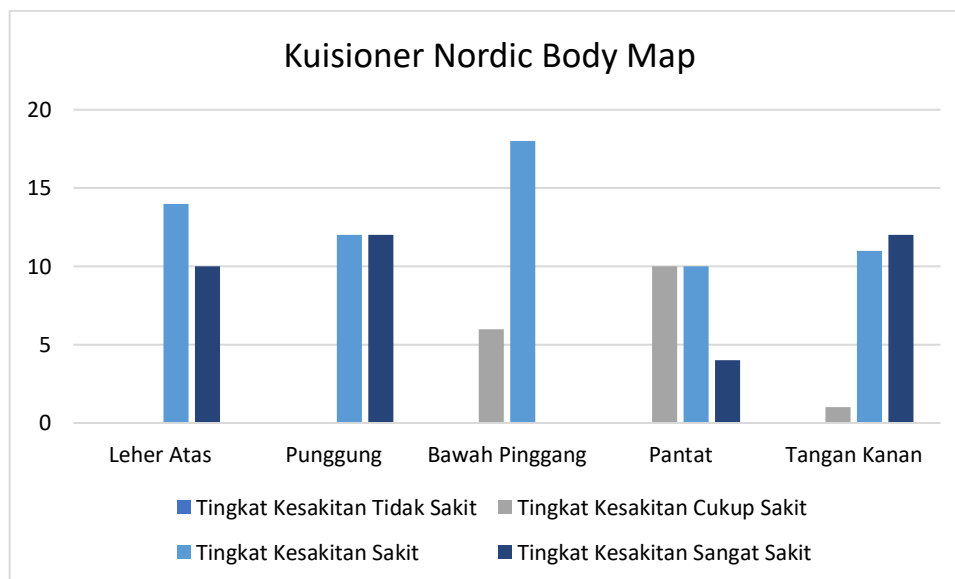 Kuisioner Nordic Body Map
20
15
10
5
0
Leher Atas Punggung Bawah Pinggang Pantat Tangan Kanan
Tingkat Kesakitan Tidak Sakit Tingkat Kesakitan Cukup Sakit
Tingkat Kesakitan Sakit Tingkat Kesakitan Sangat Sakit